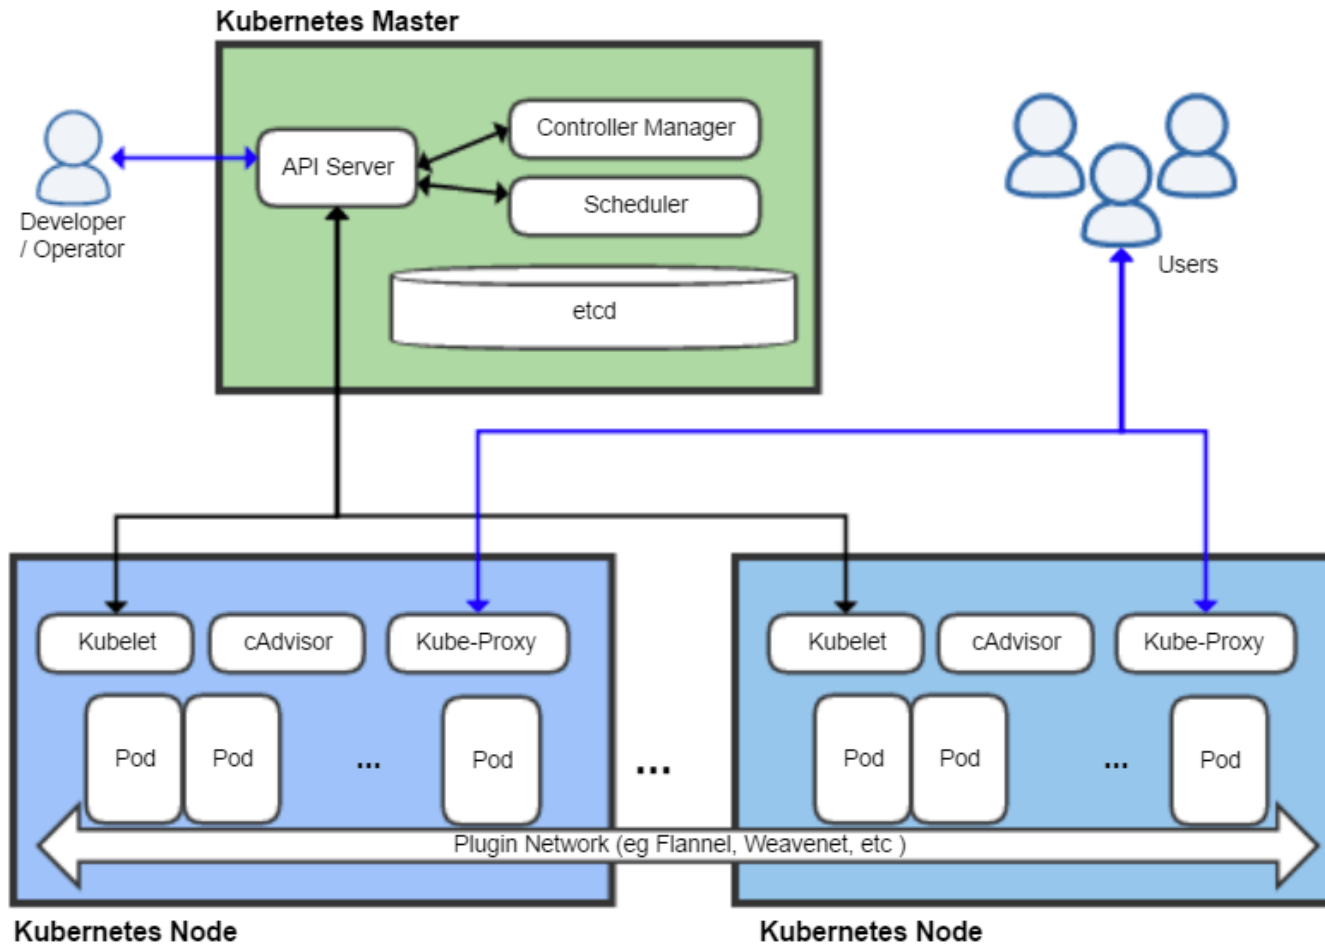 Kubernetes Master
Controller Manager
API Server
Scheduler
Developer
/ Operator
Users
etcd
Kubelet
cAdvisor
Kube-Proxy
Kubelet
cAdvisor
Kube-Proxy
Pod
Pod
...
Pod
...
Pod
Pod
...
Pod
Plugin Network (eg Flannel, Weavenet, etc )
Kubernetes Node
Kubernetes Node